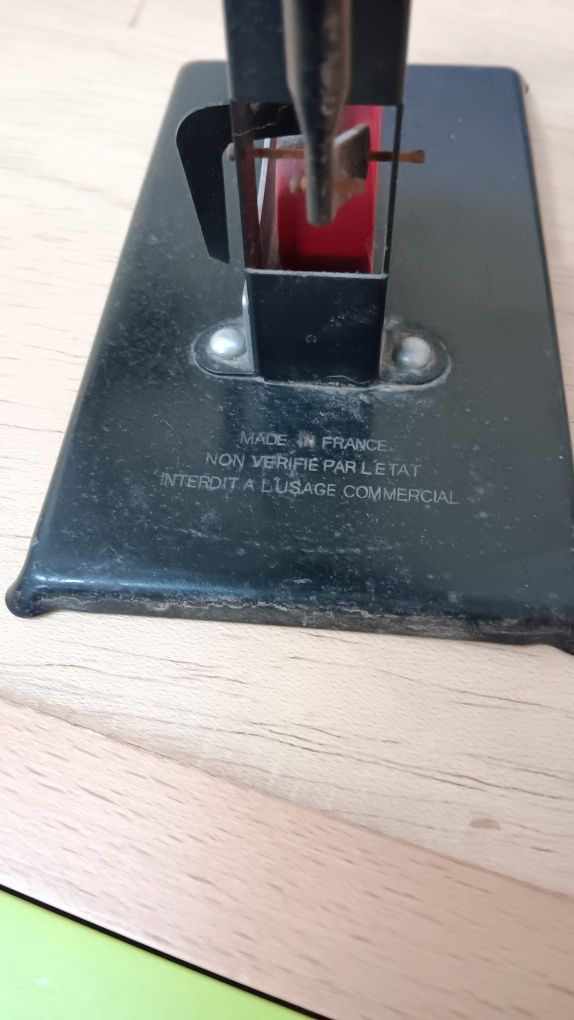 MADE IN FRANCE
NON VERIFIE PAR L'ETAT
INTERDIT A L'USAGE COMMERCIAL